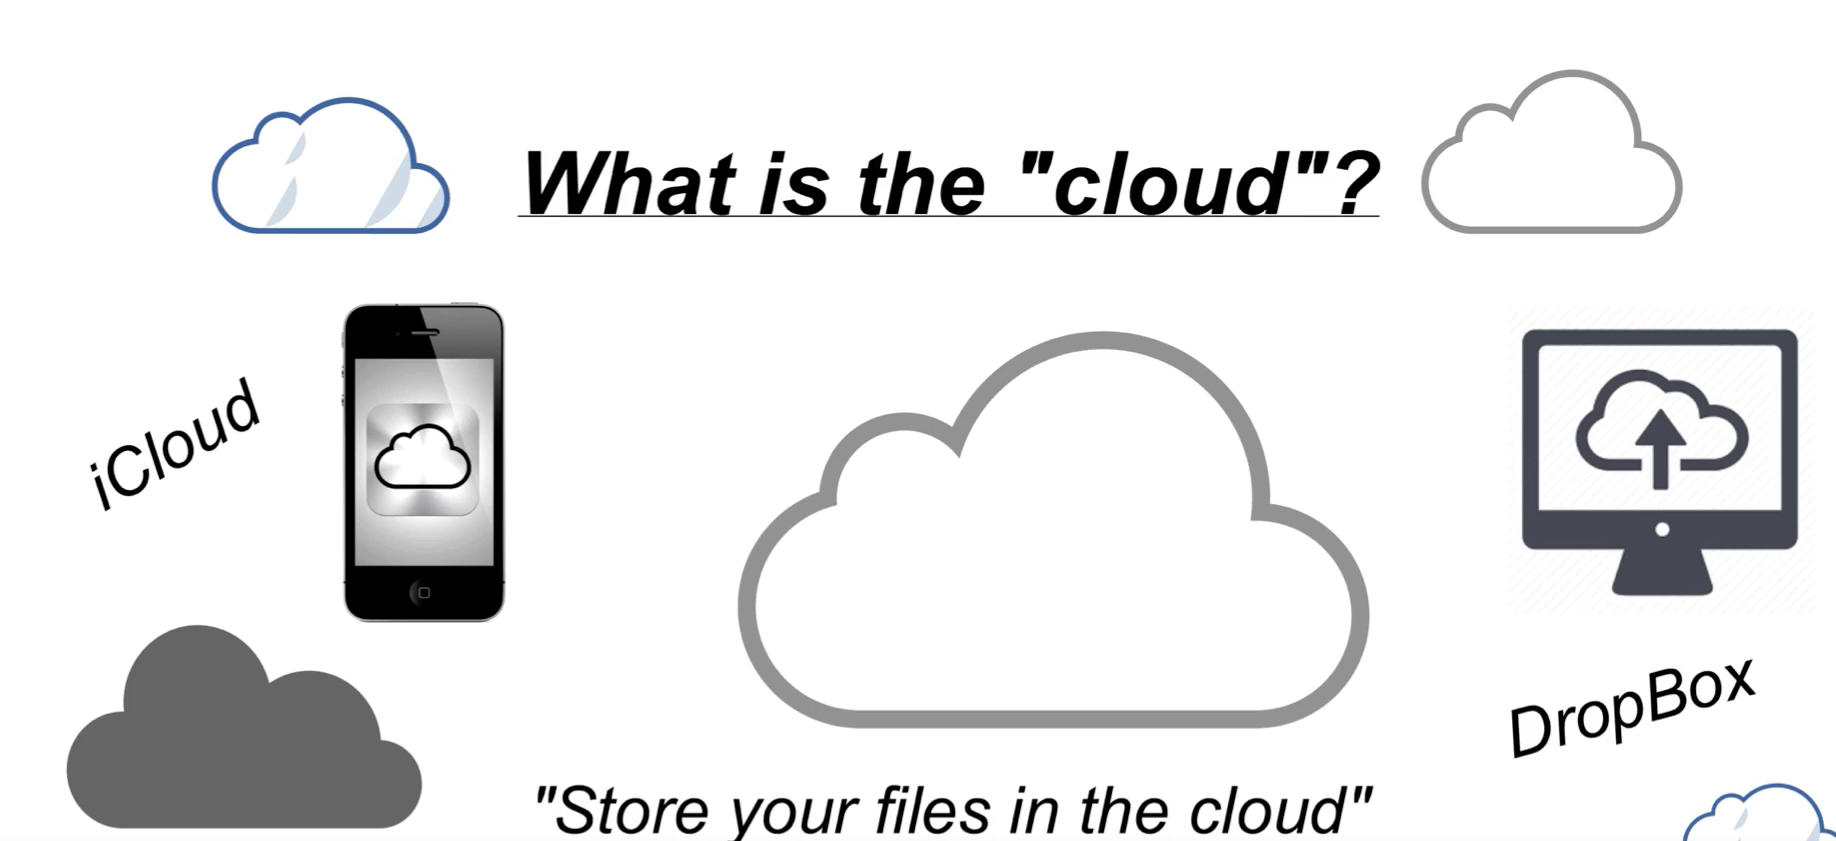 What is the "cloud"?
iCloud
DropBox
"Store your files in the cloud"